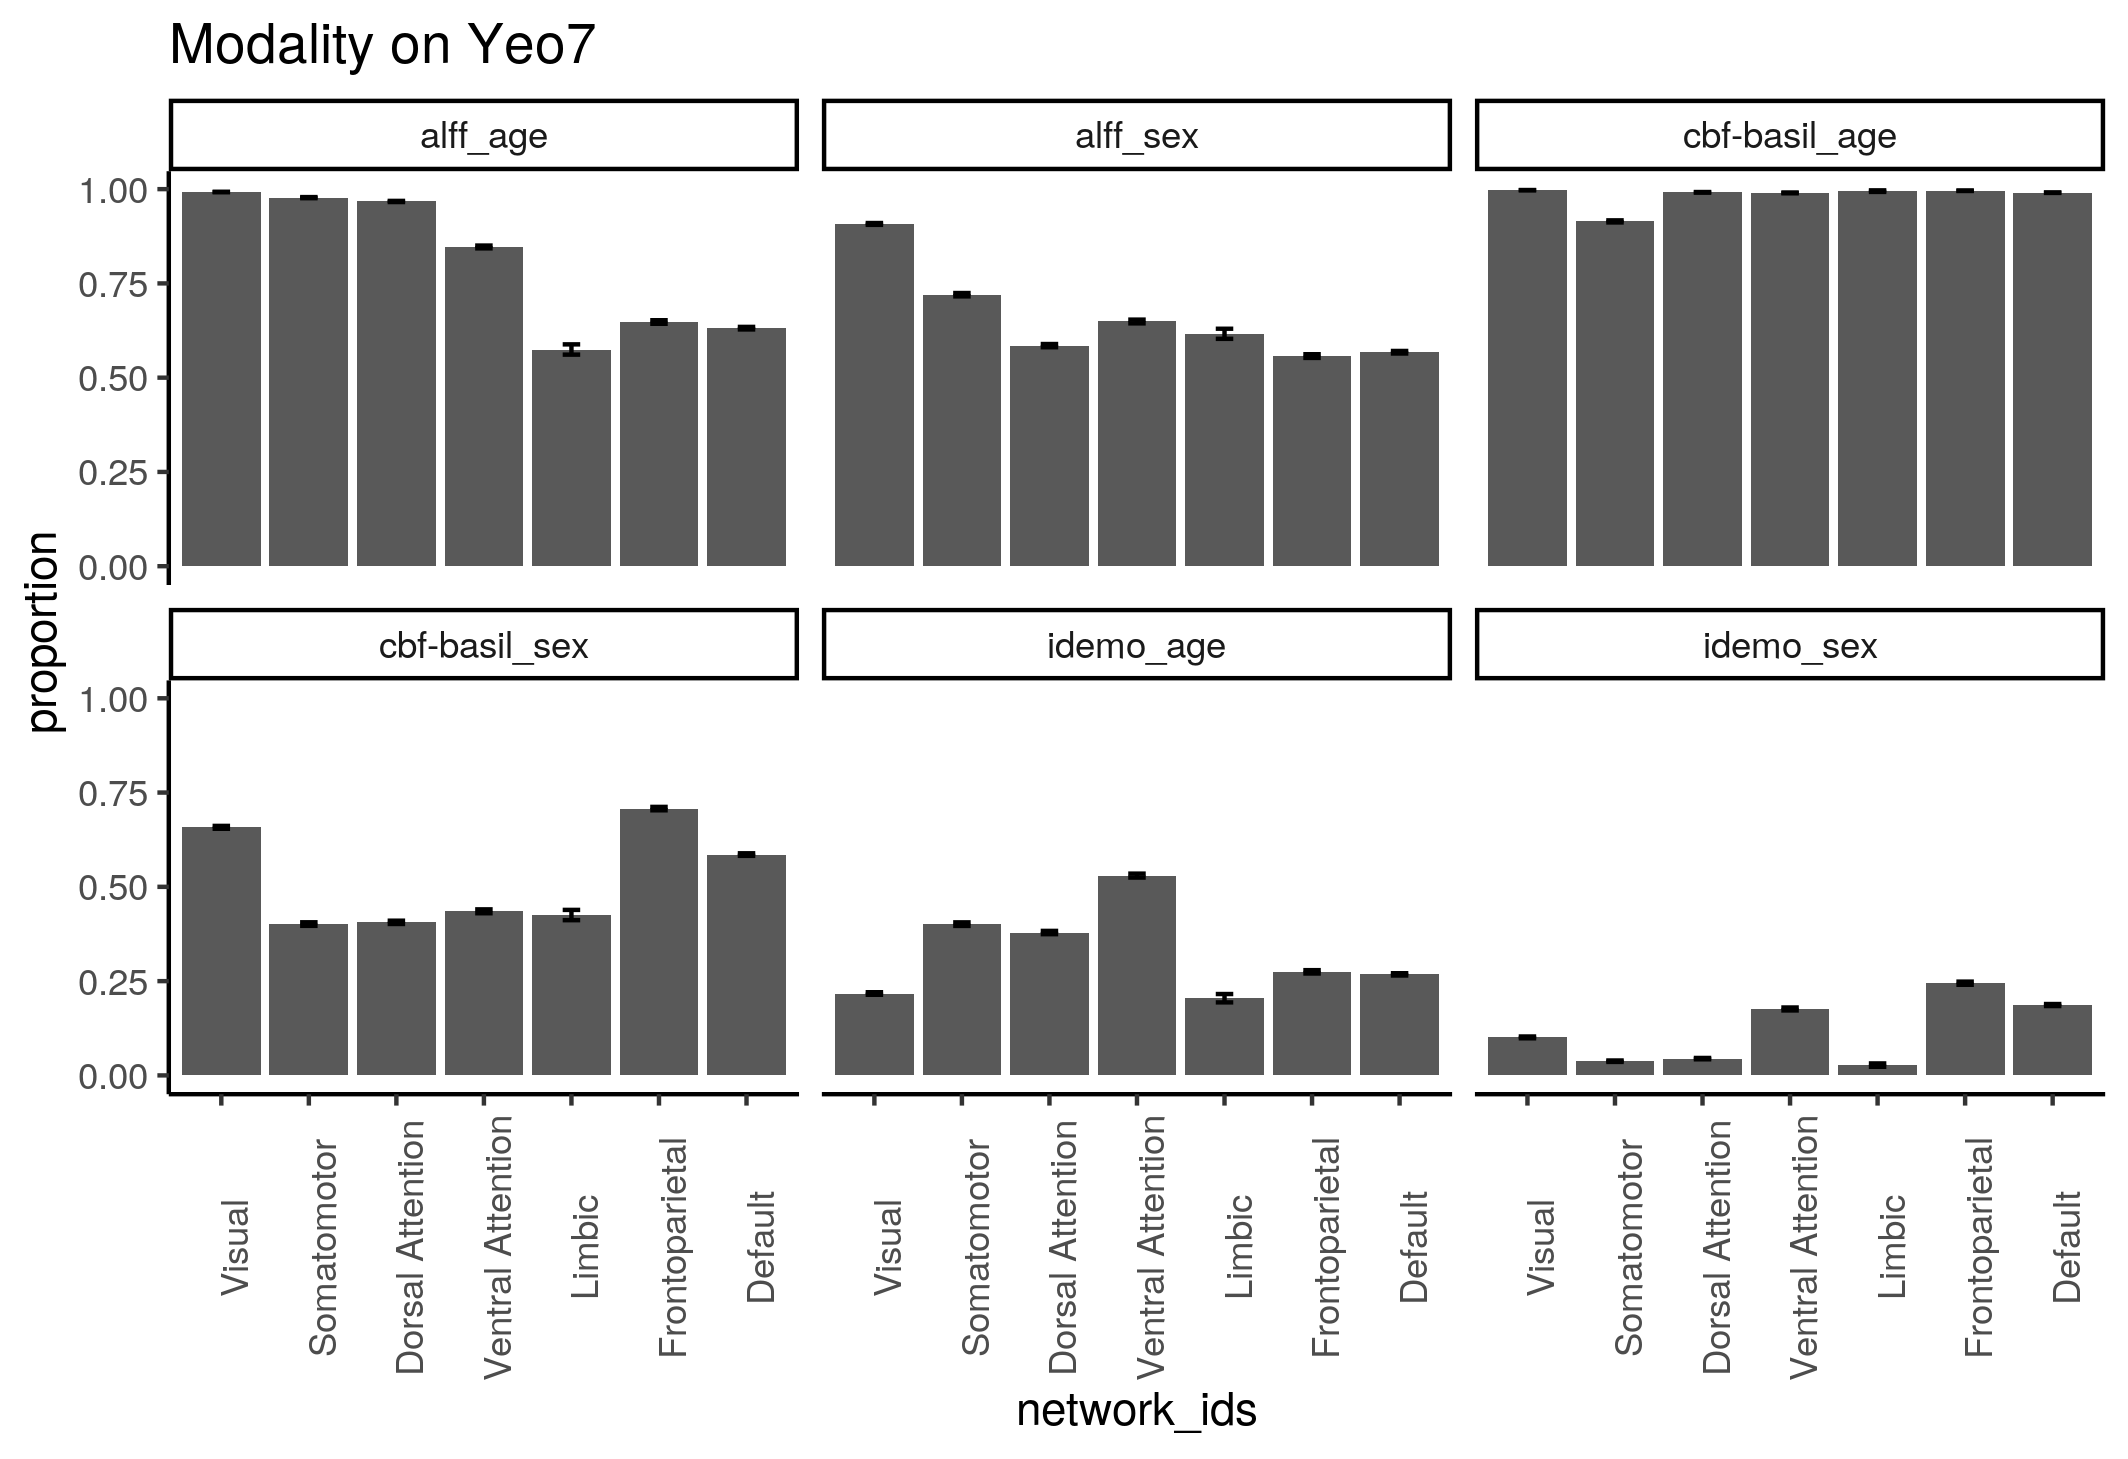 Modality on Yeo7
alff_age
alff_sex
cbf-basil_age
1.00
0.75
0.50
0.25
0.00
proportion
cbf-basil_sex
idemo_age
idemo_sex
1.00
0.75
0.50
0.25
0.00
Visual
Somatomotor
Dorsal Attention
Ventral Attention
Limbic
Frontoparietal
Default
Visual
Somatomotor
Dorsal Attention
Ventral Attention
Limbic
Frontoparietal
Default
Visual
Somatomotor
Dorsal Attention
Ventral Attention
Limbic
Frontoparietal
Default
network_ids